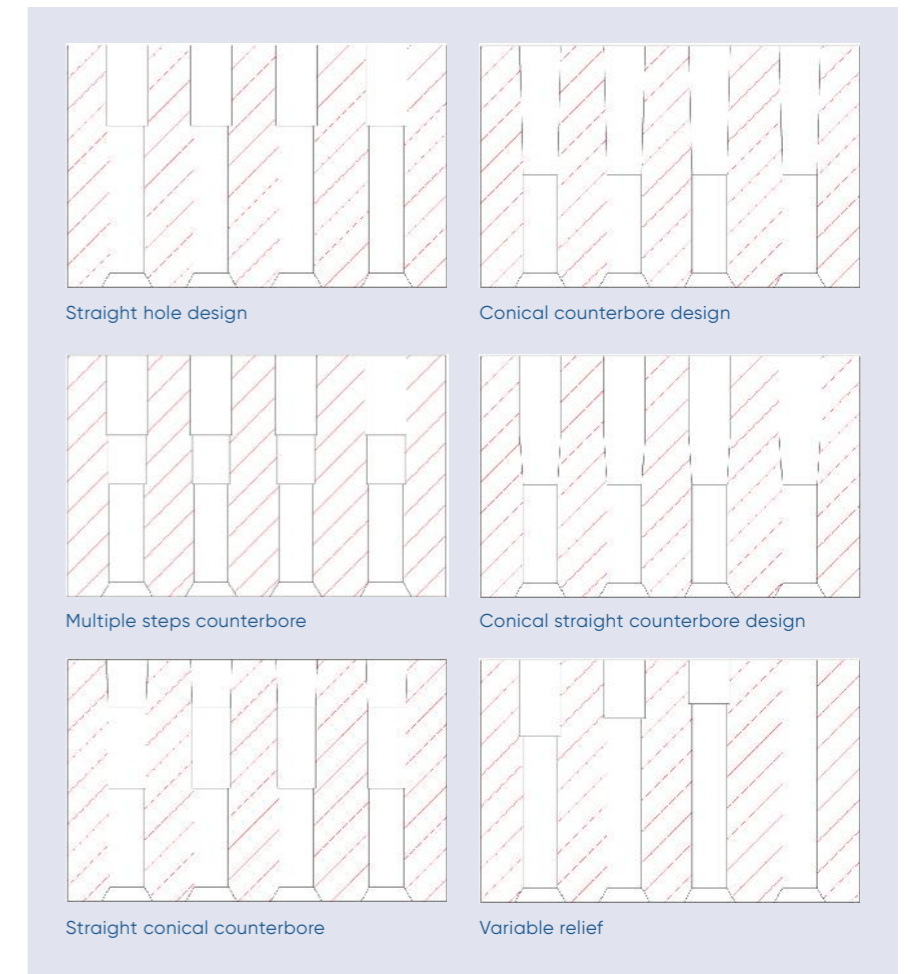 Straight hole design
Conical counterbore design
Multiple steps counterbore
Conical straight counterbore design
Straight conical counterbore
Variable relief